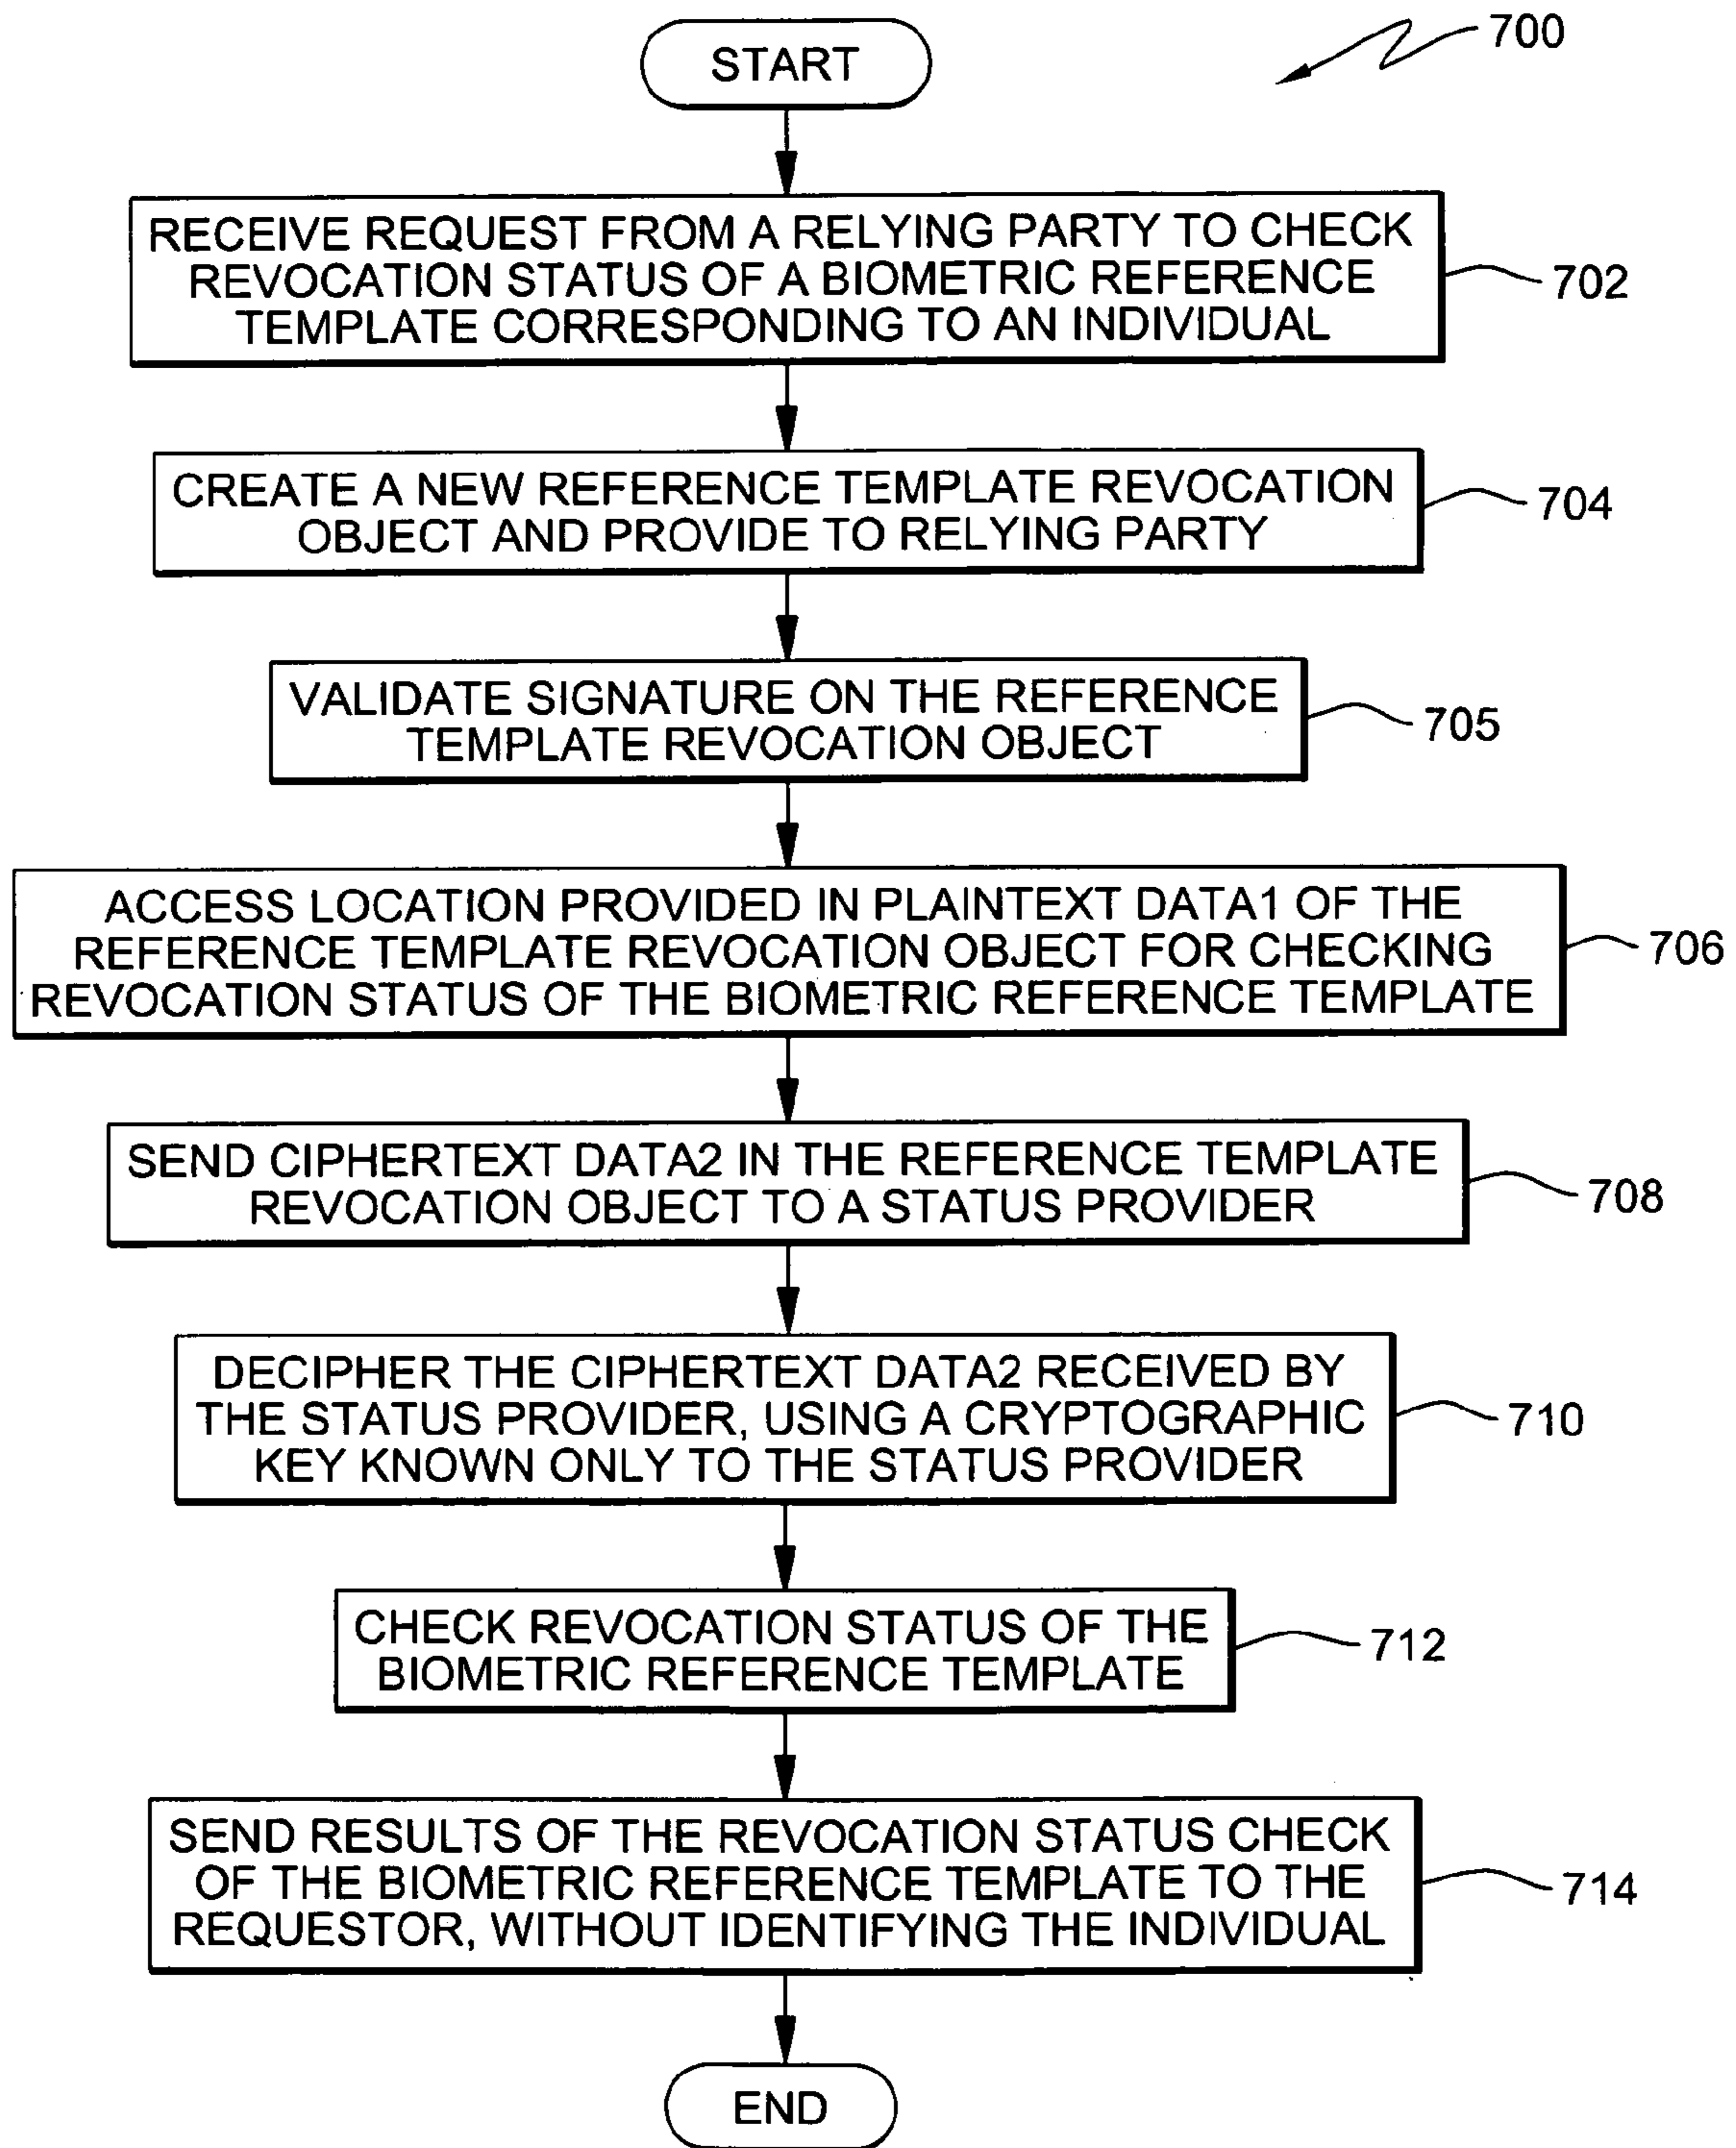 START
700
RECEIVE REQUEST FROM A RELYING PARTY TO CHECK
REVOCATION STATUS OF A BIOMETRIC REFERENCE
TEMPLATE CORRESPONDING TO AN INDIVIDUAL
702
CREATE A NEW REFERENCE TEMPLATE REVOCATION
OBJECT AND PROVIDE TO RELYING PARTY
704
VALIDATE SIGNATURE ON THE REFERENCE
TEMPLATE REVOCATION OBJECT
705
ACCESS LOCATION PROVIDED IN PLAINTEXT DATA1 OF THE
REFERENCE TEMPLATE REVOCATION OBJECT FOR CHECKING
REVOCATION STATUS OF THE BIOMETRIC REFERENCE TEMPLATE
706
SEND CIPHERTEXT DATA2 IN THE REFERENCE TEMPLATE
REVOCATION OBJECT TO A STATUS PROVIDER
708
DECIPHER THE CIPHERTEXT DATA2 RECEIVED BY
THE STATUS PROVIDER, USING A CRYPTOGRAPHIC
KEY KNOWN ONLY TO THE STATUS PROVIDER
710
CHECK REVOCATION STATUS OF THE
BIOMETRIC REFERENCE TEMPLATE
712
SEND RESULTS OF THE REVOCATION STATUS CHECK
OF THE BIOMETRIC REFERENCE TEMPLATE TO THE
REQUESTOR, WITHOUT IDENTIFYING THE INDIVIDUAL
714
END